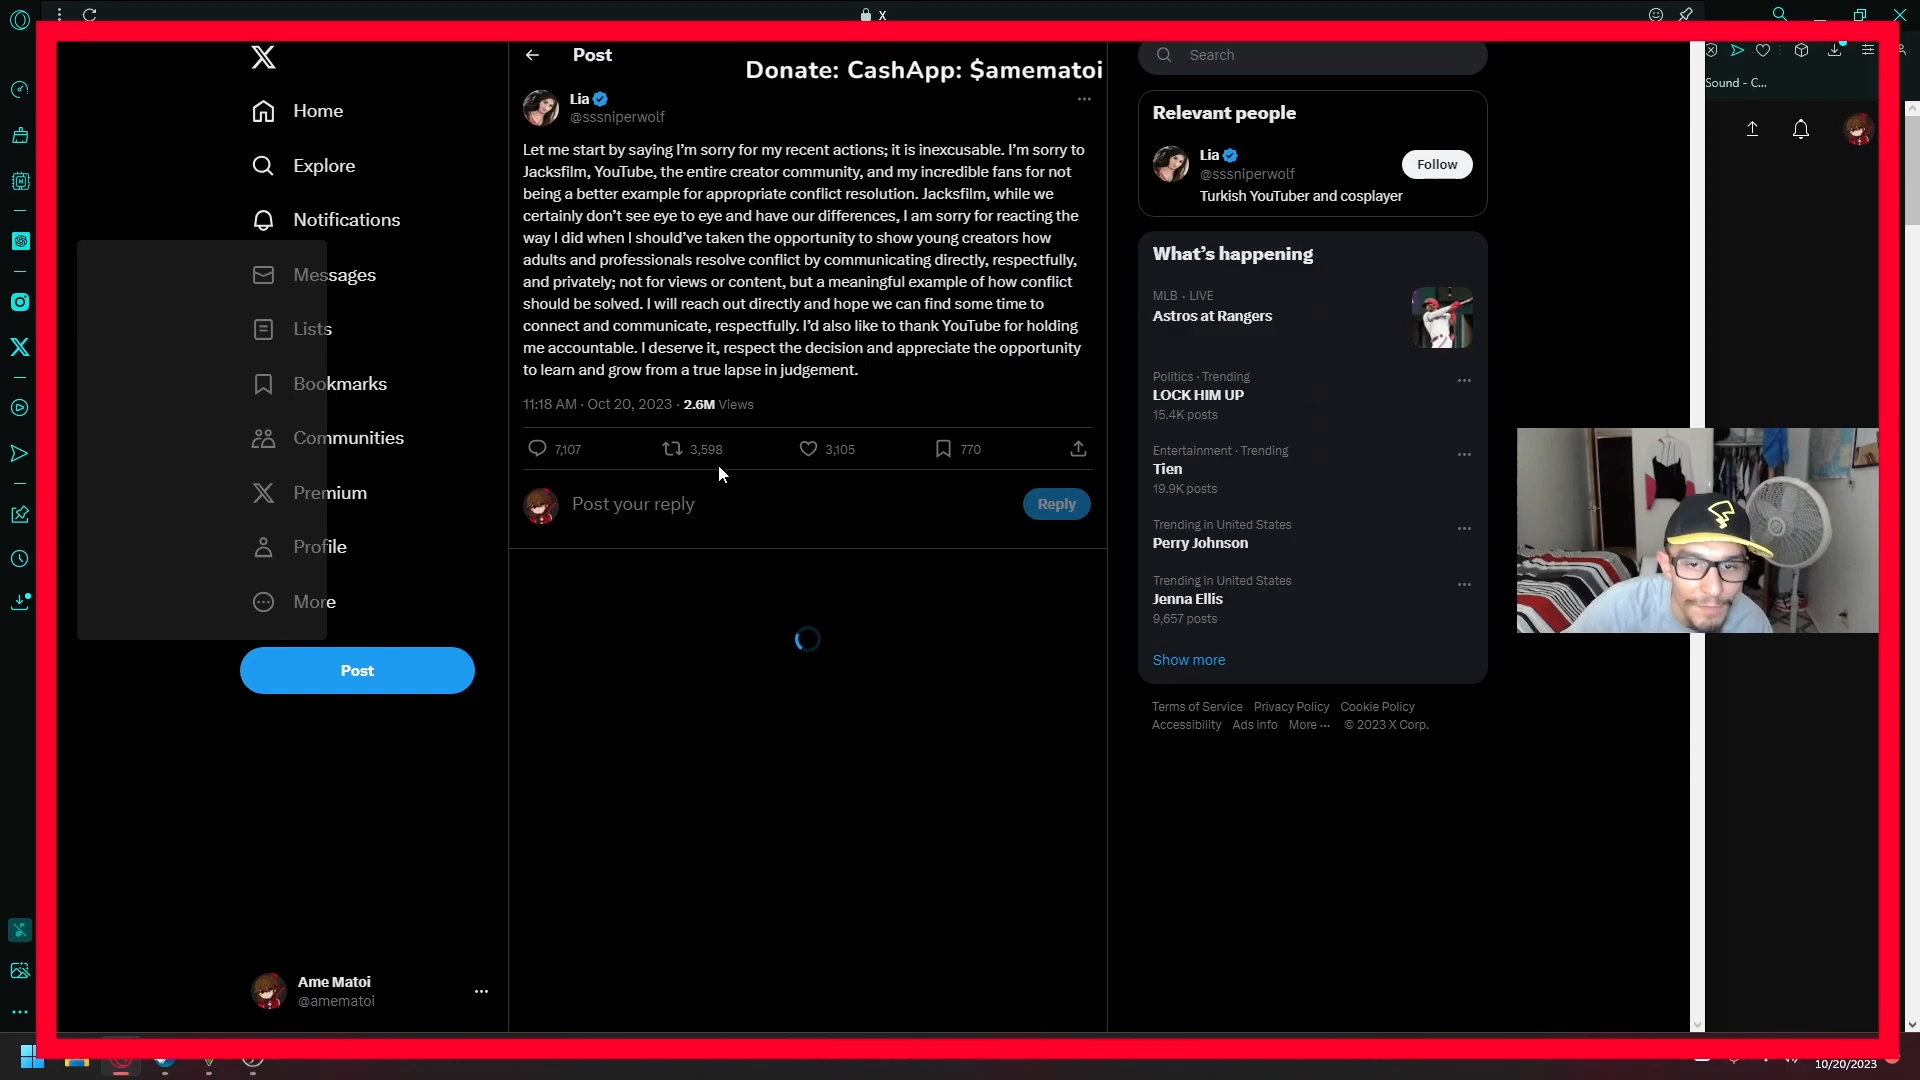 X
Post
Donate: CashApp: $amematoi
Search
Sound - C...
Home
Explore
Notifications
Messages
Lists
Bookmarks
Communities
Premium
Profile
More
Post
Ame Matoi
@amematoi
Lia
@sssniperwolf
Let me start by saying I'm sorry for my recent actions; it is inexcusable. I'm sorry to
Jacksfilm, YouTube, the entire creator community, and my incredible fans for not
being a better example for appropriate conflict resolution. Jacksfilm, while we
certainly don't see eye to eye and have our differences, I am sorry for reacting the
way I did when I should've taken the opportunity to show young creators how
adults and professionals resolve conflict by communicating directly, respectfully,
and privately; not for views or content, but a meaningful example of how conflict
should be solved. I will reach out directly and hope we can find some time to
connect and communicate, respectfully. I'd also like to thank YouTube for holding
me accountable. I deserve it, respect the decision and appreciate the opportunity
to learn and grow from a true lapse in judgement.
11:18 AM · Oct 20, 2023 · 2.6M Views
7,107 3,598 3,105 770
Post your reply
Reply
Relevant people
Lia
@sssniperwolf
Follow
Turkish YouTuber and cosplayer
What's happening
MLB · LIVE
Astros at Rangers
Politics · Trending
LOCK HIM UP
15.4K posts
Entertainment · Trending
Tien
19.9K posts
Trending in United States
Perry Johnson
Trending in United States
Jenna Ellis
9,657 posts
Show more
Terms of Service Privacy Policy Cookie Policy
Accessibility Ads info More ··· © 2023 X Corp.
10/20/2023